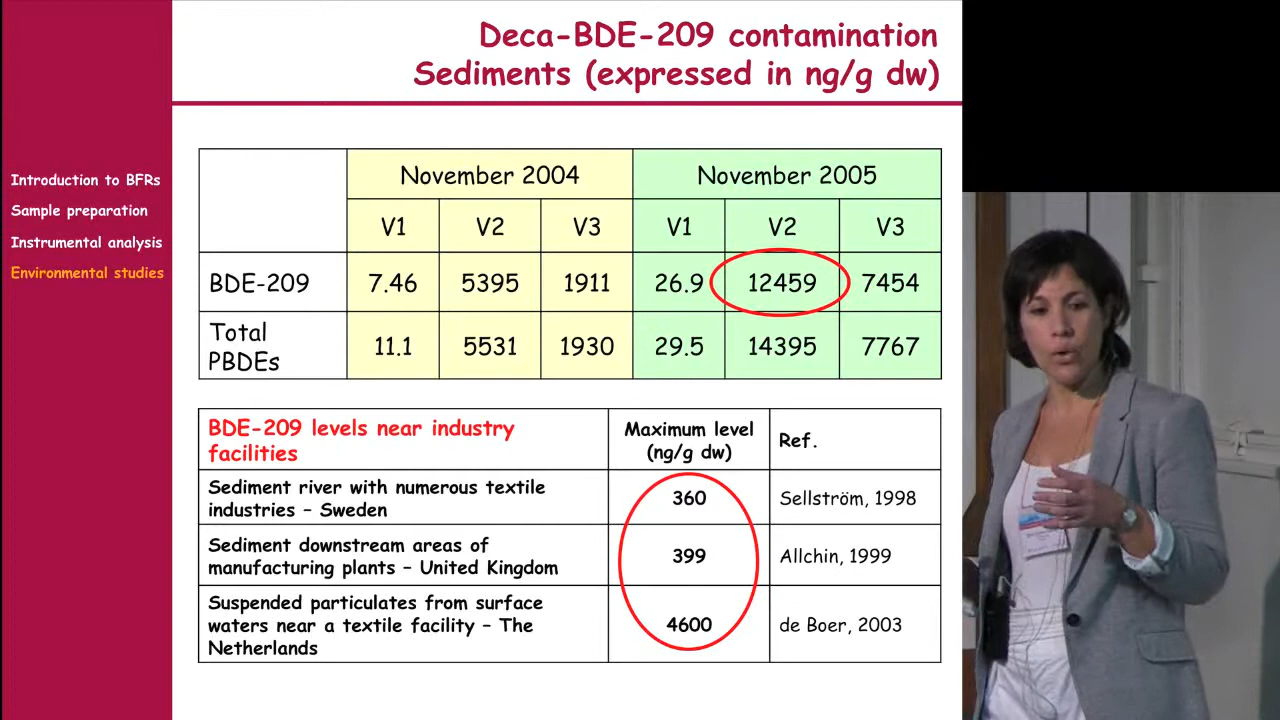 Deca-BDE-209 contamination
Sediments (expressed in ng/g dw)
Introduction to BFRs
Sample preparation
Instrumental analysis
Environmental studies
November 2004 November 2005
V1 V2 V3 V1 V2 V3
BDE-209 7.46 5395 1911 26.9 12459 7454
Total
PBDEs 11.1 5531 1930 29.5 14395 7767
BDE-209 levels near industry
facilities
Maximum level
(ng/g dw)
Ref.
Sediment river with numerous textile
industries – Sweden
360
Sellström, 1998
Sediment downstream areas of
manufacturing plants – United Kingdom
399
Allchin, 1999
Suspended particulates from surface
waters near a textile facility – The
Netherlands
4600
de Boer, 2003